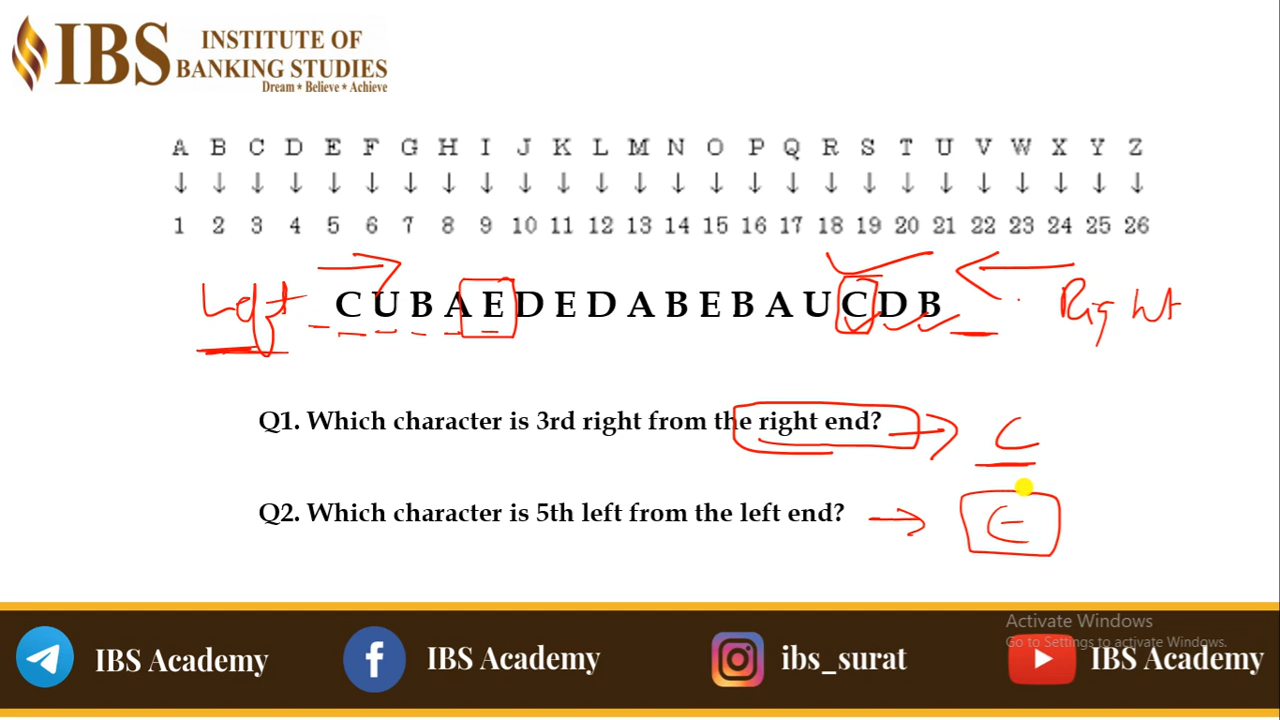 IBS INSTITUTE OF
BANKING STUDIES
Dream * Believe * Achieve
A B C D E F G H I J K L M N O P Q R S T U V W X Y Z
↓ ↓ ↓ ↓ ↓ ↓ ↓ ↓ ↓ ↓ ↓ ↓ ↓ ↓ ↓ ↓ ↓ ↓ ↓ ↓ ↓ ↓ ↓ ↓ ↓ ↓
1 2 3 4 5 6 7 8 9 10 11 12 13 14 15 16 17 18 19 20 21 22 23 24 25 26
Left C U B A E D E D A B E B A U C D B Right
Q1. Which character is 3rd right from the right end? → C
Q2. Which character is 5th left from the left end? → E
Activate Windows
Go to Settings to activate Windows.
IBS Academy IBS Academy ibs_surat IBS Academy